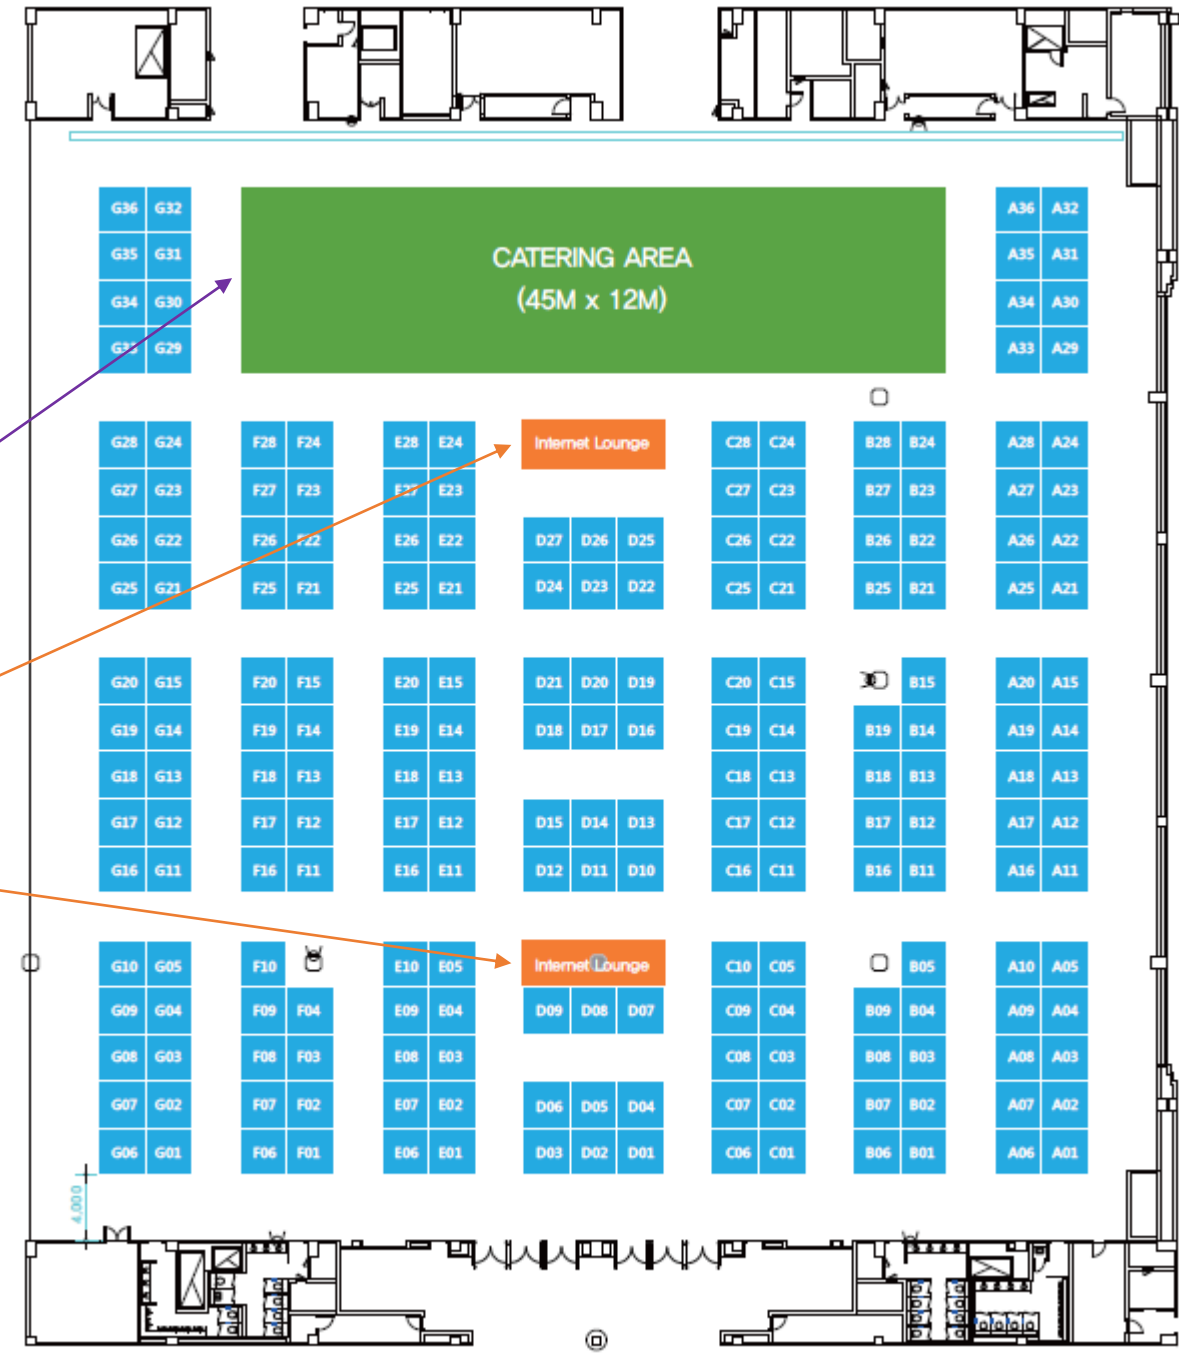 G36 G32
A36 A32
G35 G31
CATERING AREA
A35 A31
G34 G30
(45M x 12M)
A34 A30
G33 G29
A33 A29
G28 G24 F28 F24 E28 E24 Internet Lounge C28 C24 B28 B24 A28 A24
G27 G23 F27 F23 E27 E23 C27 C23 B27 B23 A27 A23
G26 G22 F26 F22 E26 E22 D27 D26 D25 C26 C22 B26 B22 A26 A22
G25 G21 F25 F21 E25 E21 D24 D23 D22 C25 C21 B25 B21 A25 A21
G20 G15 F20 F15 E20 E15 D21 D20 D19 C20 C15 B15 A20 A15
G19 G14 F19 F14 E19 E14 D18 D17 D16 C19 C14 B19 B14 A19 A14
G18 G13 F18 F13 E18 E13 C18 C13 B18 B13 A18 A13
G17 G12 F17 F12 E17 E12 D15 D14 D13 C17 C12 B17 B12 A17 A12
G16 G11 F16 F11 E16 E11 D12 D11 D10 C16 C11 B16 B11 A16 A11
G10 G05 F10 E10 E05 Internet Lounge C10 C05 B05 A10 A05
G09 G04 F09 F04 E09 E04 D09 D08 D07 C09 C04 B09 B04 A09 A04
G08 G03 F08 F03 E08 E03 C08 C03 B08 B03 A08 A03
G07 G02 F07 F02 E07 E02 D06 D05 D04 C07 C02 B07 B02 A07 A02
G06 G01 F06 F01 E06 E01 D03 D02 D01 C06 C01 B06 B01 A06 A01
4,000